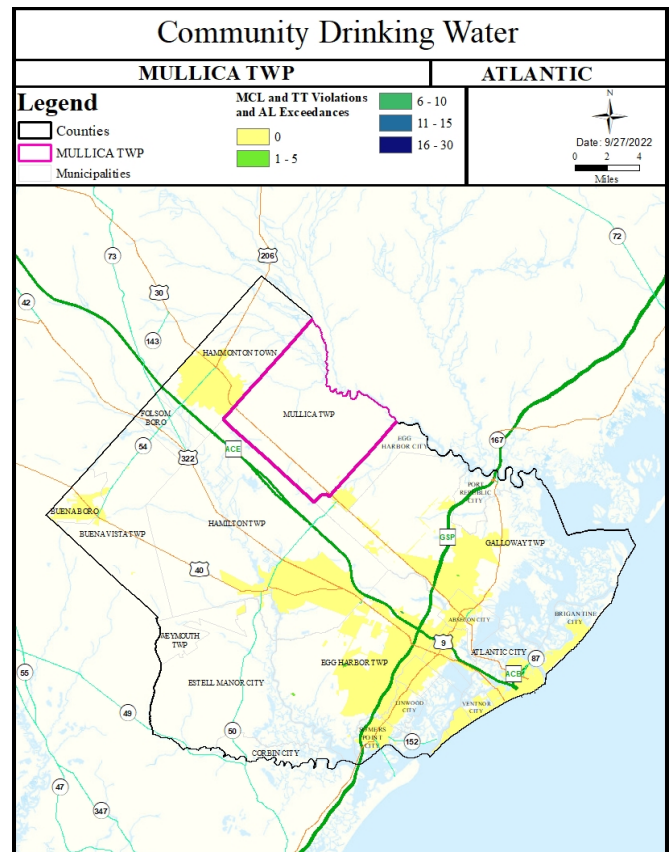 Community Drinking Water
MULLICA TWP
ATLANTIC
Legend
Counties
MULLICA TWP
Municipalities
MCL and TT Violations
and AL Exceedances
0
1 - 5
6 - 10
11 - 15
16 - 30
N
Date: 9/27/2022
0 2 4
Miles
72
206
73
30
42
143
HAMMONTON TOWN
MULLICA TWP
FOLSOM
BORO
54
ACE
322
EGG
HARBOR CITY
167
PORT
REPUBLIC
CITY
BUENA BORO
HAMILTON TWP
BUENA VISTA TWP
GSP
GALLOWAY TWP
40
ABSECON CITY
BRIGANTINE
CITY
WEYMOUTH
TWP
9
ATLANTIC CITY
87
EGG HARBOR TWP
ACB
55
ESTELL MANOR CITY
LINWOOD
CITY
VENTNOR
CITY
49
50
SOMERS
POINT
CITY
152
CORBIN CITY
47
347